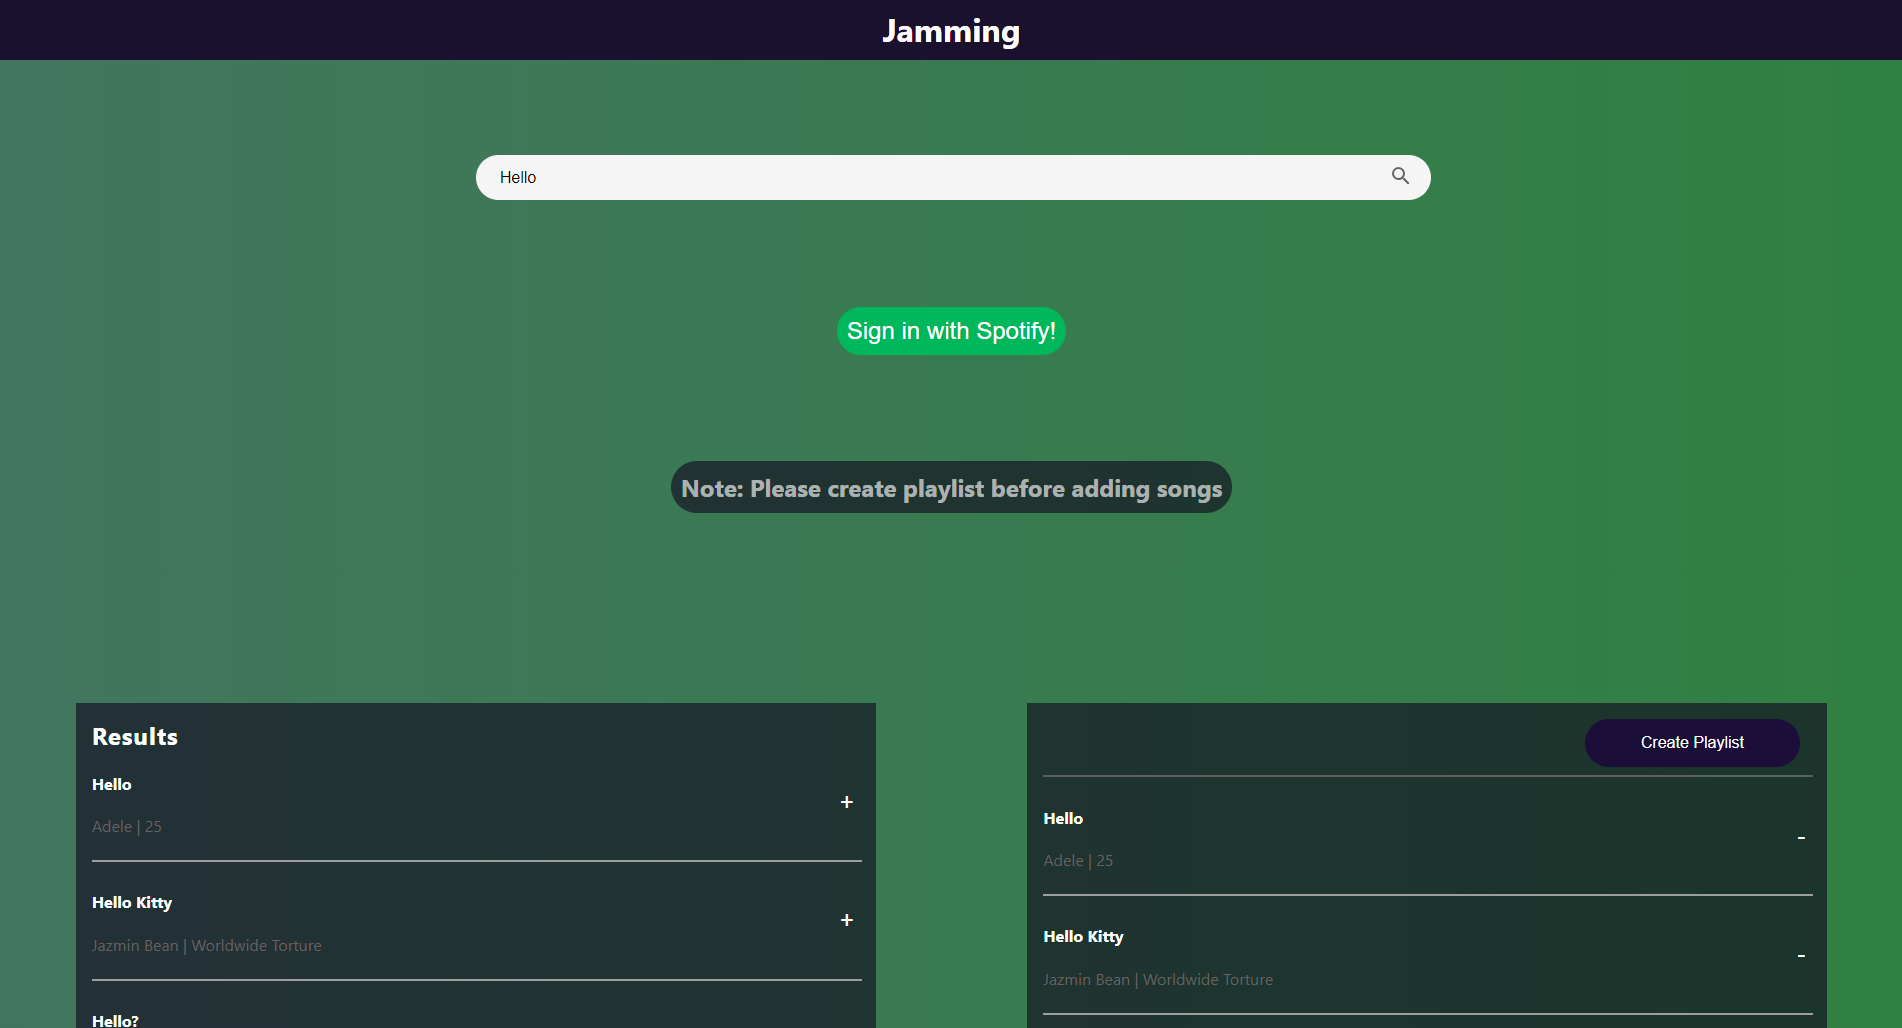 Jamming
Hello
Sign in with Spotify!
Note: Please create playlist before adding songs
Results
Hello
+
Adele | 25
Hello Kitty
+
Jazmin Bean | Worldwide Torture
Hello?
Create Playlist
Hello
-
Adele | 25
Hello Kitty
-
Jazmin Bean | Worldwide Torture